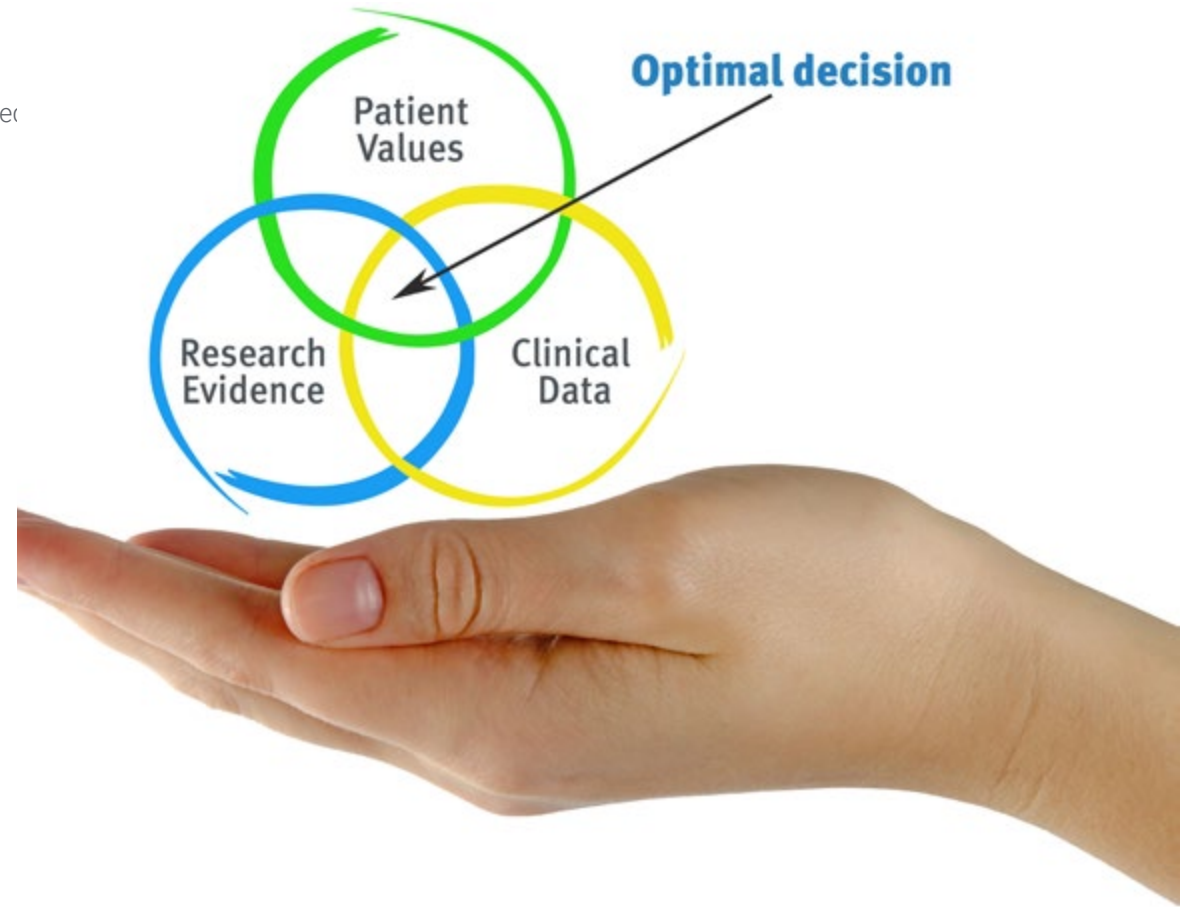 Optimal decision
Patient
Values
Research
Evidence
Clinical
Data